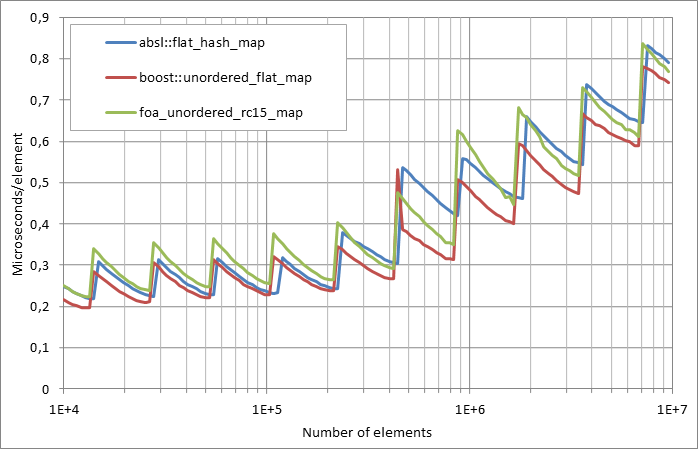 0,9
0,8
0,7
0,6
0,5
0,4
0,3
0,2
0,1
0
Microseconds/element
absl::flat_hash_map
boost::unordered_flat_map
foa_unordered_rc15_map
1E+4
1E+5
1E+6
1E+7
Number of elements